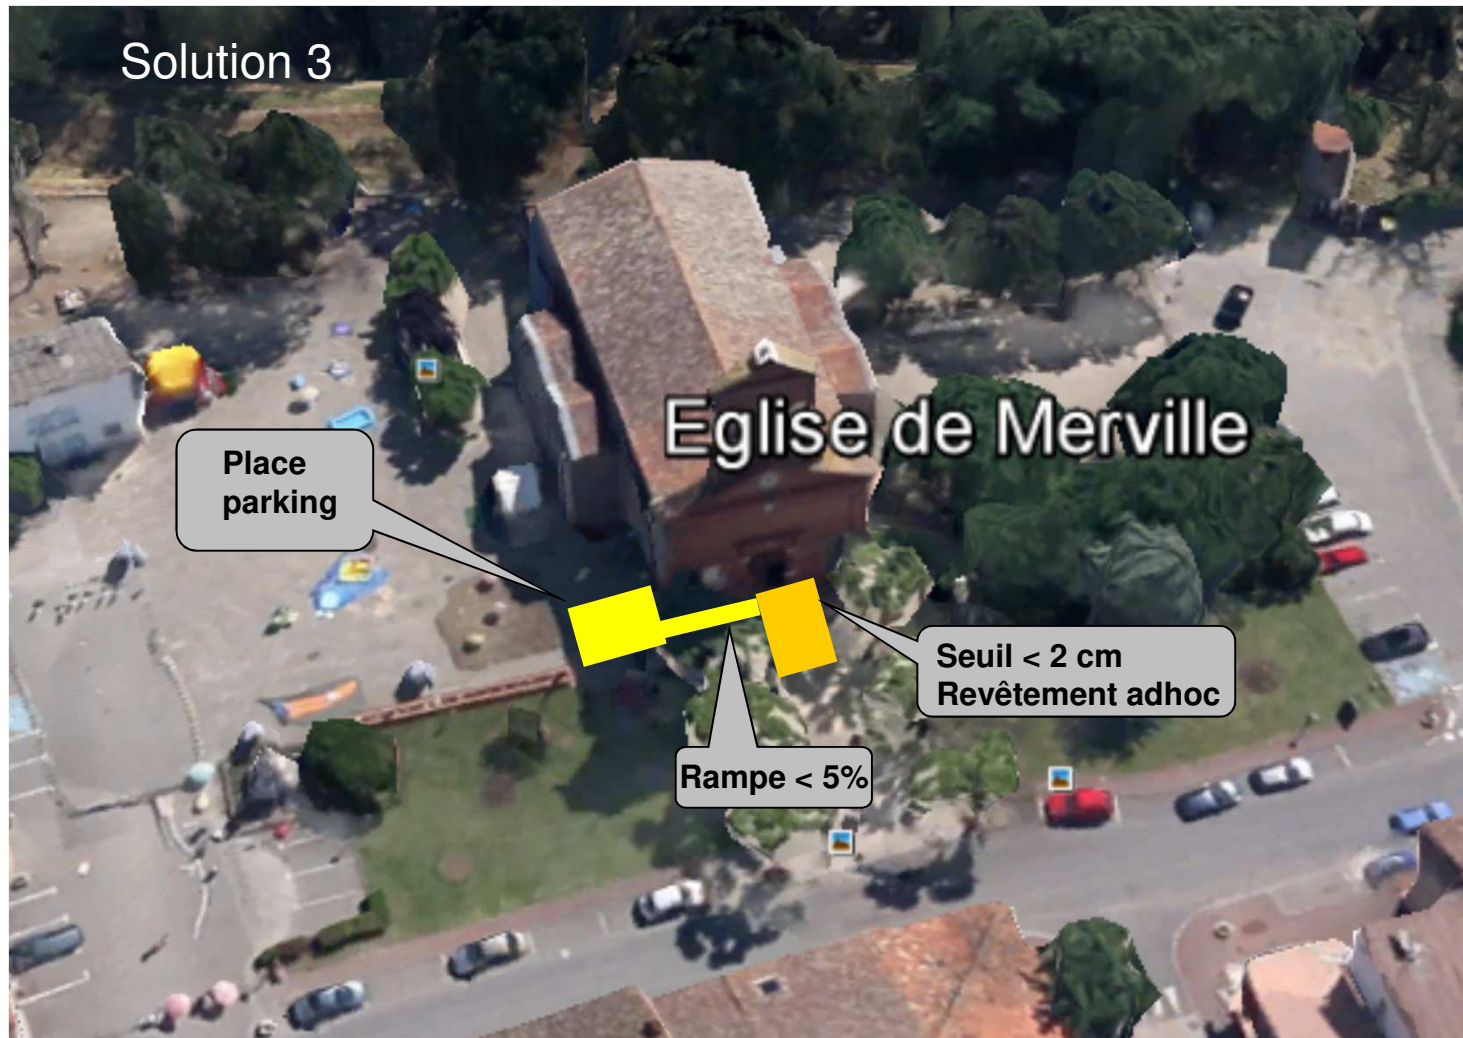 Solution 3
Eglise de Merville
Place
parking
Seuil < 2 cm
Revêtement adhoc
Rampe < 5%